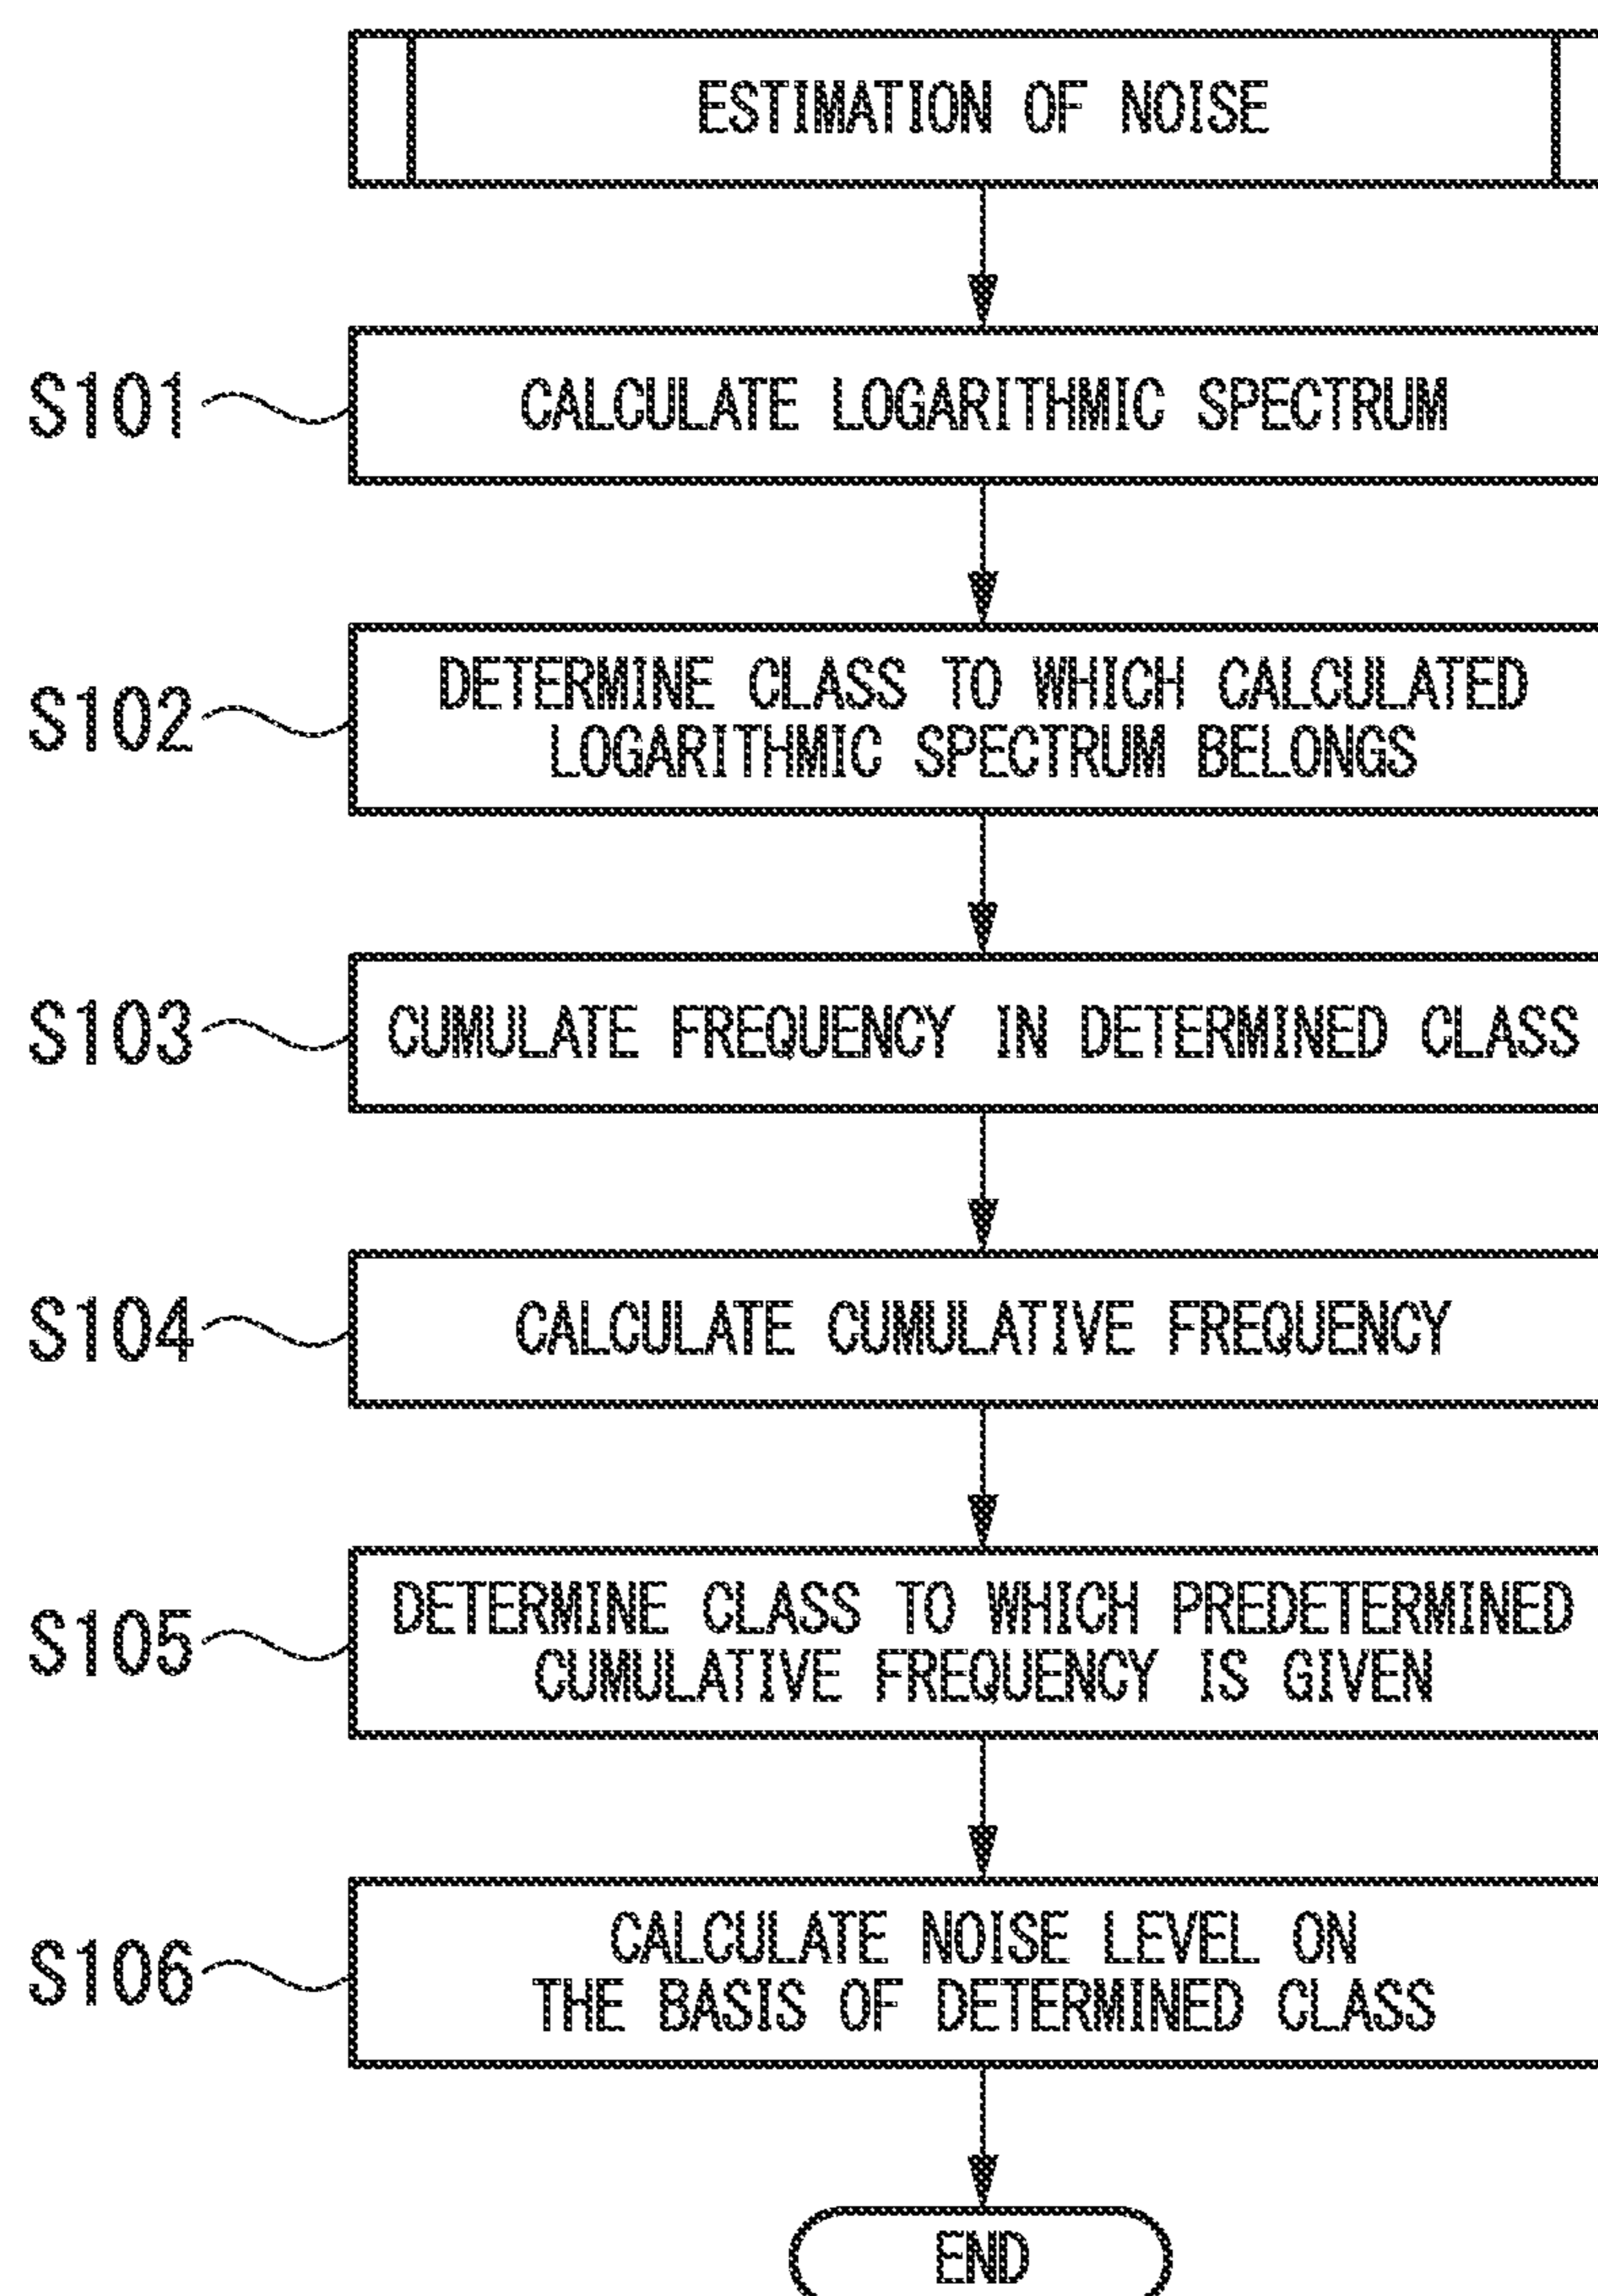 ESTIMATION OF NOISE
S101
CALCULATE LOGARITHMIC SPECTRUM
S102
DETERMINE CLASS TO WHICH CALCULATED
LOGARITHMIC SPECTRUM BELONGS
S103
CUMULATE FREQUENCY IN DETERMINED CLASS
S104
CALCULATE CUMULATIVE FREQUENCY
S105
DETERMINE CLASS TO WHICH PREDETERMINED
CUMULATIVE FREQUENCY IS GIVEN
S106
CALCULATE NOISE LEVEL ON
THE BASIS OF DETERMINED CLASS
END